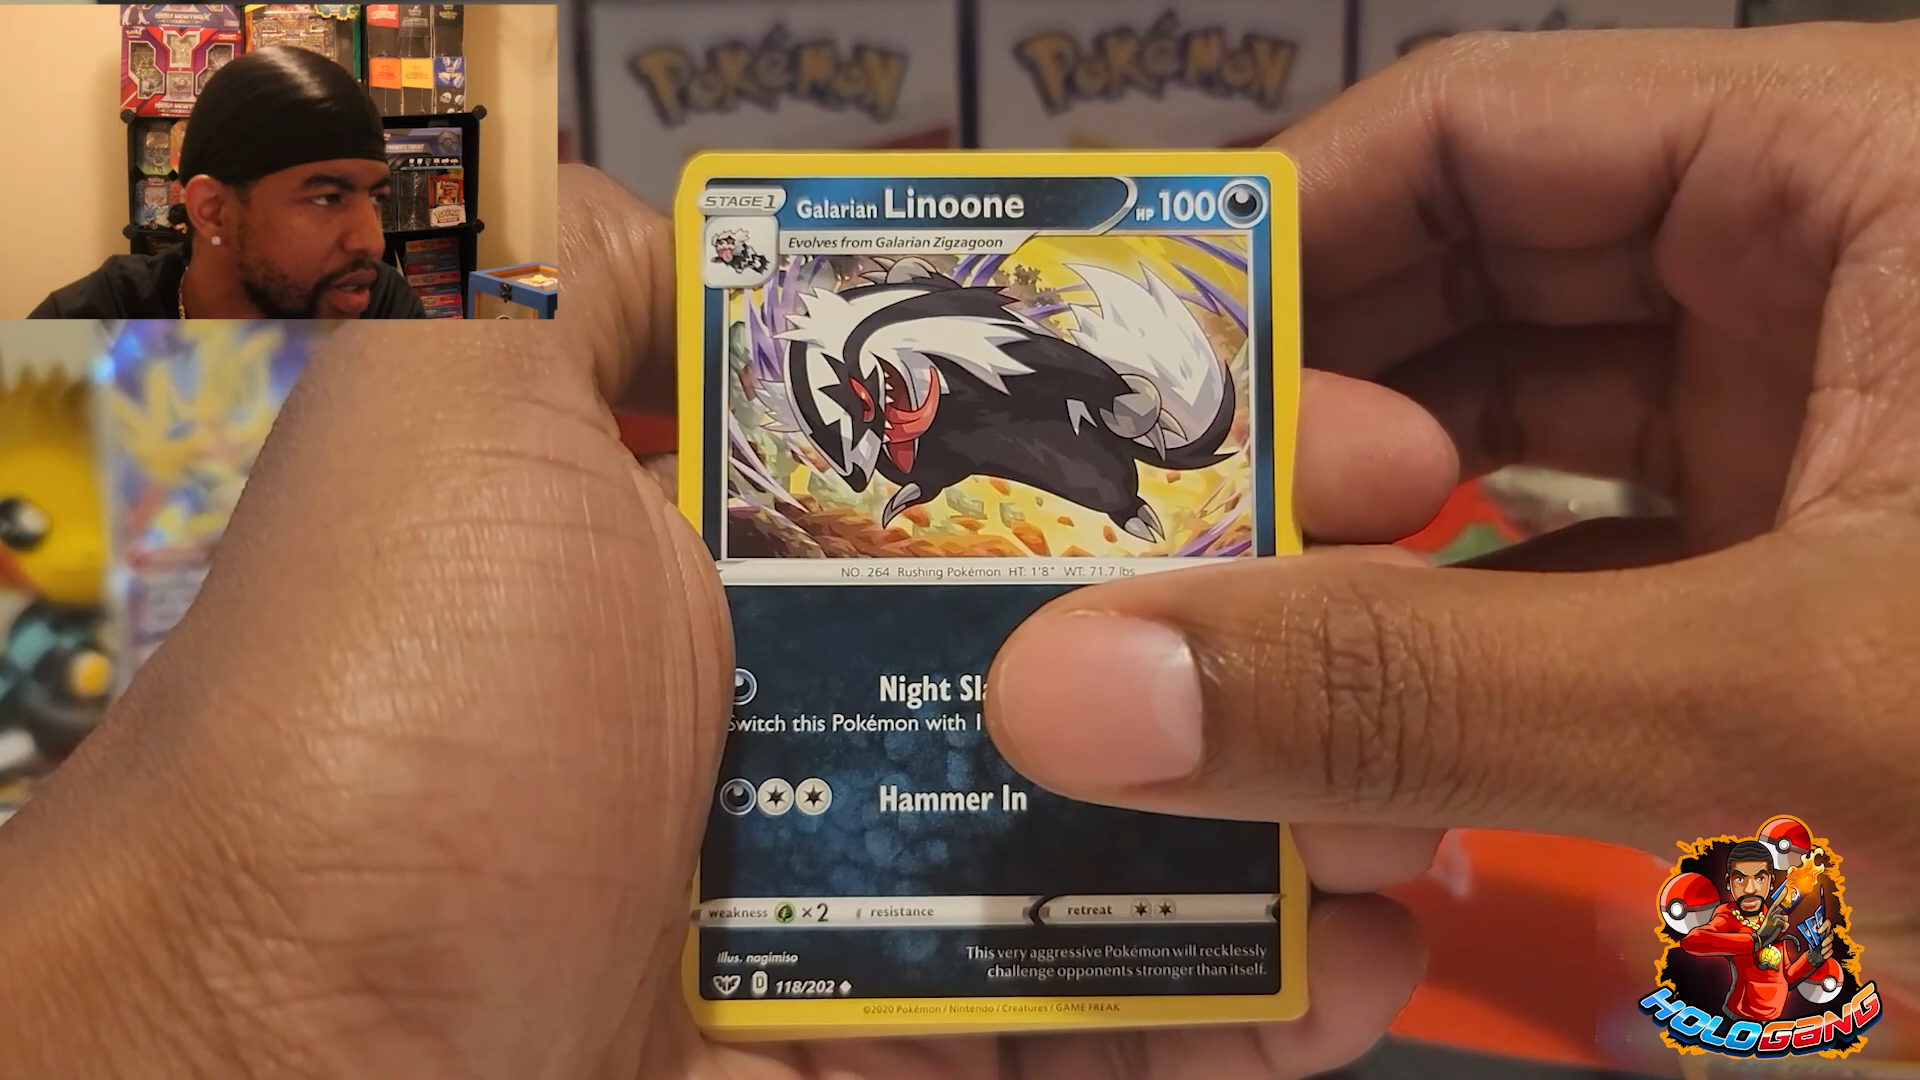 POKÉMON
POKÉMON
STAGE 1
Galarian Linoone
HP 100
Evolves from Galarian Zigzagoon
NO. 264 Rushing Pokémon HT: 1'8" WT: 71.7 lbs
Night
Switch this Pokémon with 1
Hammer In
weakness ×2 resistance retreat
illus. nagimiso
This very aggressive Pokémon will recklessly
challenge opponents stronger than itself.
D 118/202
©2020 Pokémon / Nintendo / Creatures / GAME FREAK
HOLOGANG